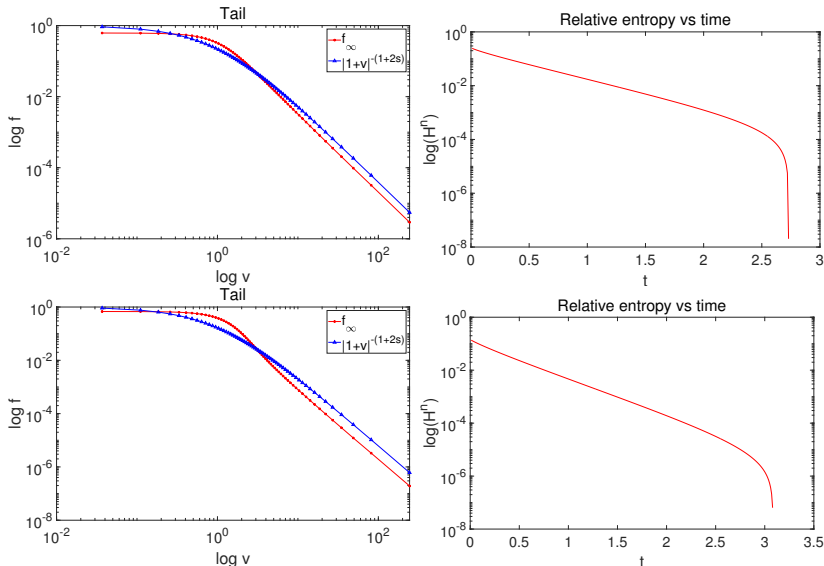 Tail
10^0
10^-2
10^-4
10^-6
log f
10^-2
10^0
10^2
log v
f_∞
|1+v|^-(1+2s)
Relative entropy vs time
10^0
10^-2
10^-4
10^-6
10^-8
log(H^n)
0 0.5 1 1.5 2 2.5 3
t
Tail
10^0
10^-2
10^-4
10^-6
10^-8
log f
10^-2
10^0
10^2
log v
f_∞
|1+v|^-(1+2s)
Relative entropy vs time
10^0
10^-2
10^-4
10^-6
10^-8
log(H^n)
0 0.5 1 1.5 2 2.5 3 3.5
t